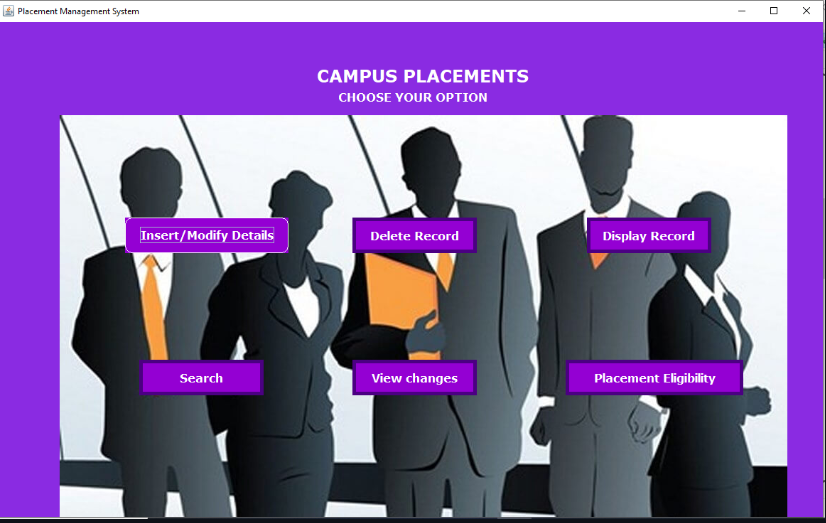 Placement Management System
CAMPUS PLACEMENTS
CHOOSE YOUR OPTION
Insert/Modify Details
Delete Record
Display Record
Search
View changes
Placement Eligibility